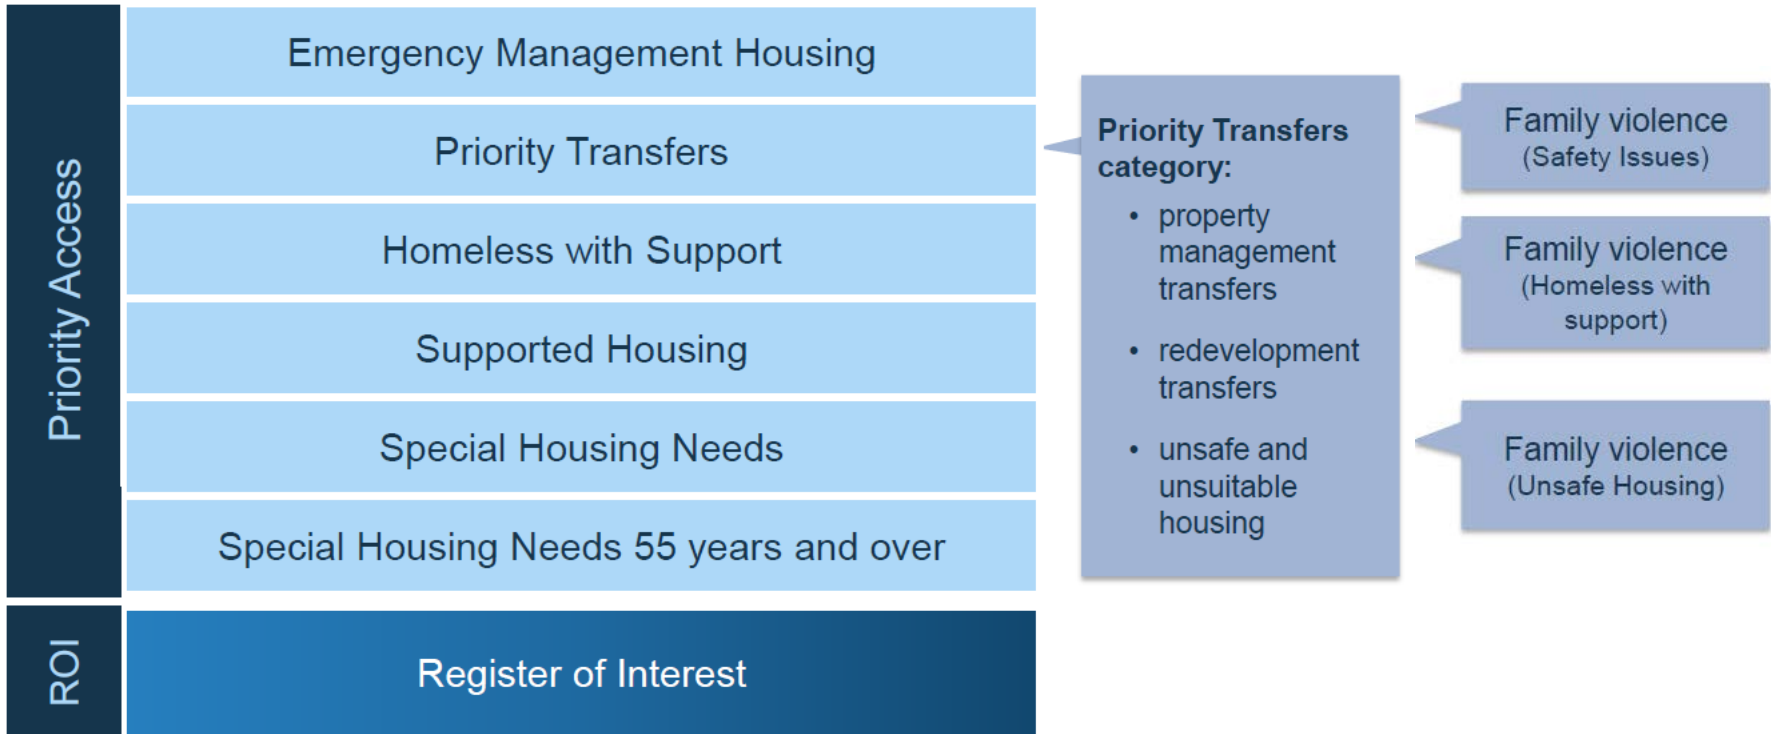 Priority Access
Emergency Management Housing
Priority Transfers
Homeless with Support
Supported Housing
Special Housing Needs
Special Housing Needs 55 years and over
ROI
Register of Interest
Priority Transfers
category:
• property
management
transfers
• redevelopment
transfers
• unsafe and
unsuitable
housing
Family violence
(Safety Issues)
Family violence
(Homeless with
support)
Family violence
(Unsafe Housing)